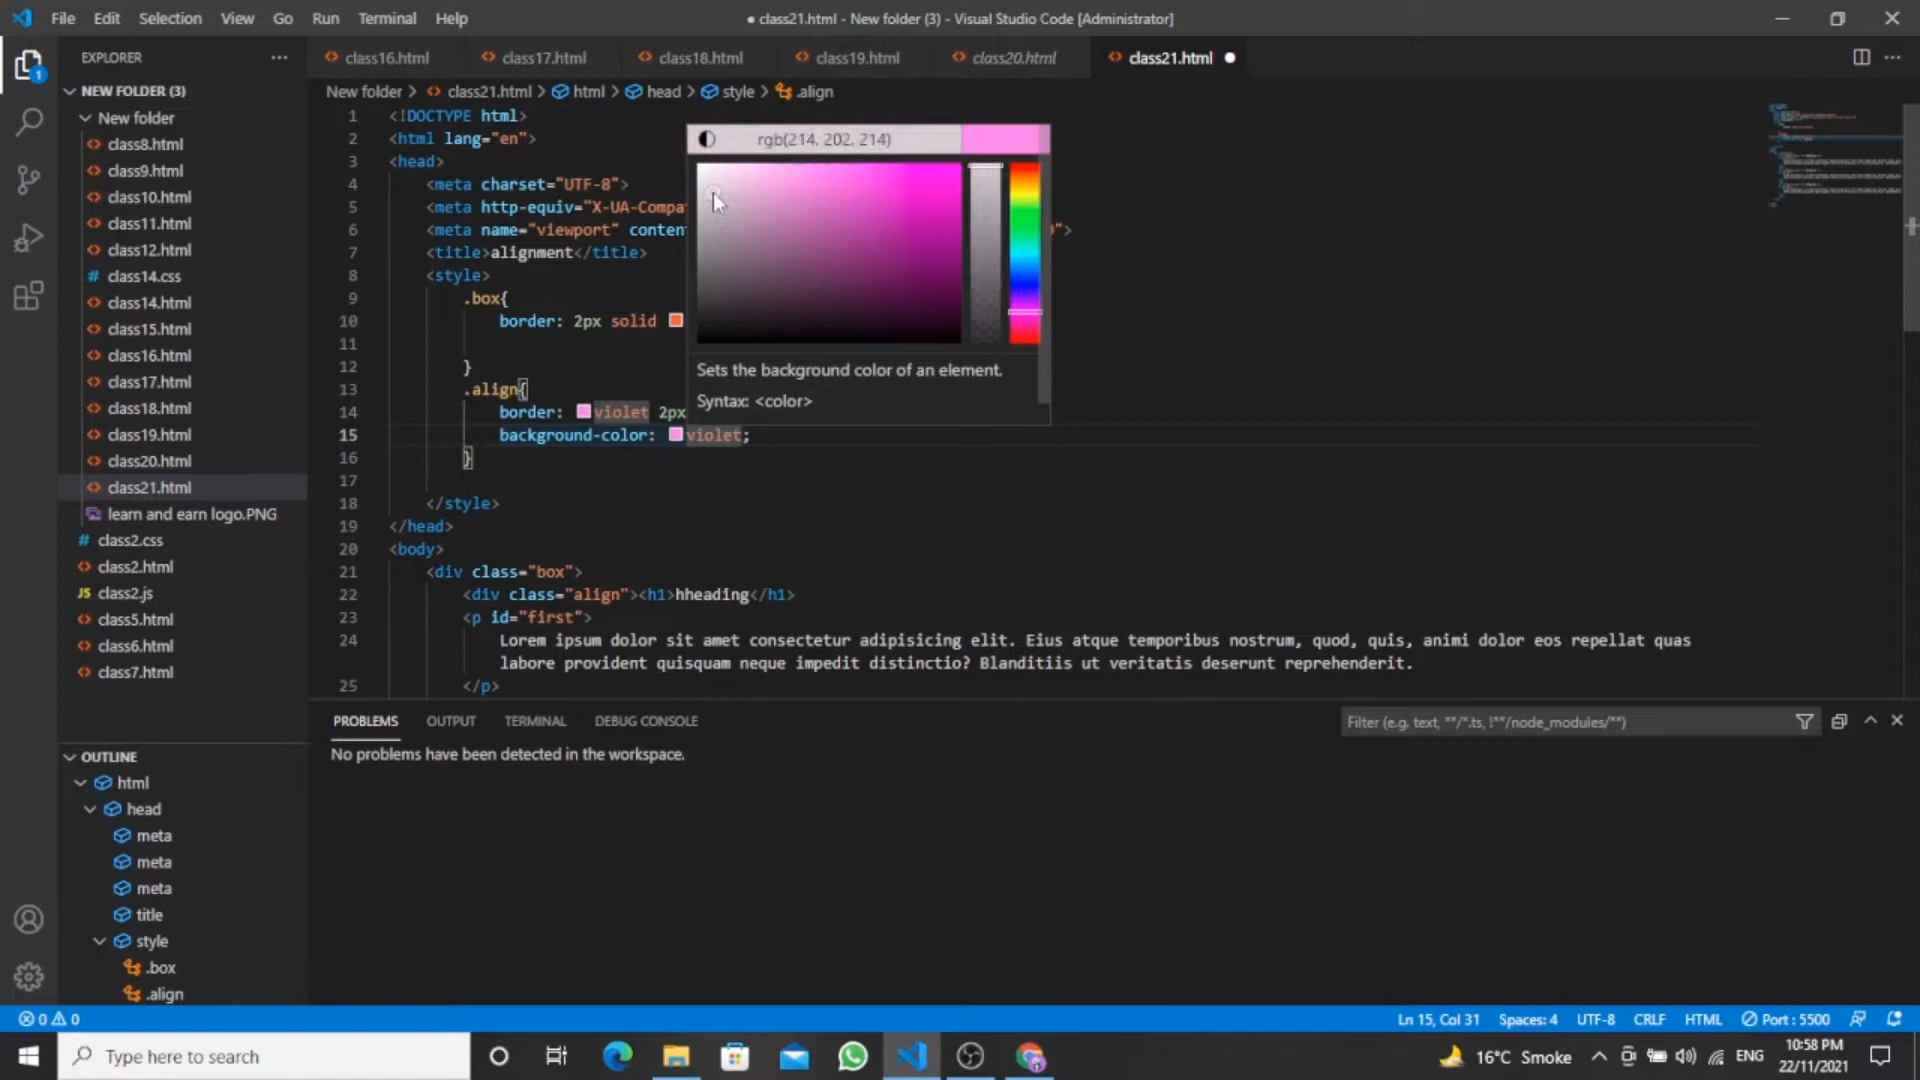 File Edit Selection View Go Run Terminal Help
● class21.html - New folder (3) - Visual Studio Code [Administrator]
EXPLORER
class16.html
class17.html
class18.html
class19.html
class20.html
class21.html
NEW FOLDER (3)
New folder
class8.html
class9.html
class10.html
class11.html
class12.html
class14.css
class14.html
class15.html
class16.html
class17.html
class18.html
class19.html
class20.html
class21.html
learn and earn logo.PNG
class2.css
class2.html
JS class2.js
class5.html
class6.html
class7.html
OUTLINE
html
head
meta
meta
meta
title
style
.box
.align
New folder > class21.html > html > head > style > .align
1 <!DOCTYPE html>
2 <html lang="en">
3 <head>
4 <meta charset="UTF-8">
5 <meta http-equiv="X-UA-Compa
6 <meta name="viewport" conten ">
7 <title>alignment</title>
8 <style>
9 .box{
10 border: 2px solid
11
12 }
13 .align{
14 border: violet 2px
15 background-color: violet;
16 }
17
18 </style>
19 </head>
20 <body>
21 <div class="box">
22 <div class="align"><h1>hheading</h1>
23 <p id="first">
24 Lorem ipsum dolor sit amet consectetur adipisicing elit. Eius atque temporibus nostrum, quod, quis, animi dolor eos repellat quas
labore provident quisquam neque impedit distinctio? Blanditiis ut veritatis deserunt reprehenderit.
25 </p>
rgb(214, 202, 214)
Sets the background color of an element.
Syntax: <color>
PROBLEMS OUTPUT TERMINAL DEBUG CONSOLE
Filter (e.g. text, **/*.ts, !**/node_modules/**)
No problems have been detected in the workspace.
0 0
Ln 15, Col 31 Spaces: 4 UTF-8 CRLF HTML Port : 5500
Type here to search
16°C Smoke
ENG
10:58 PM
22/11/2021